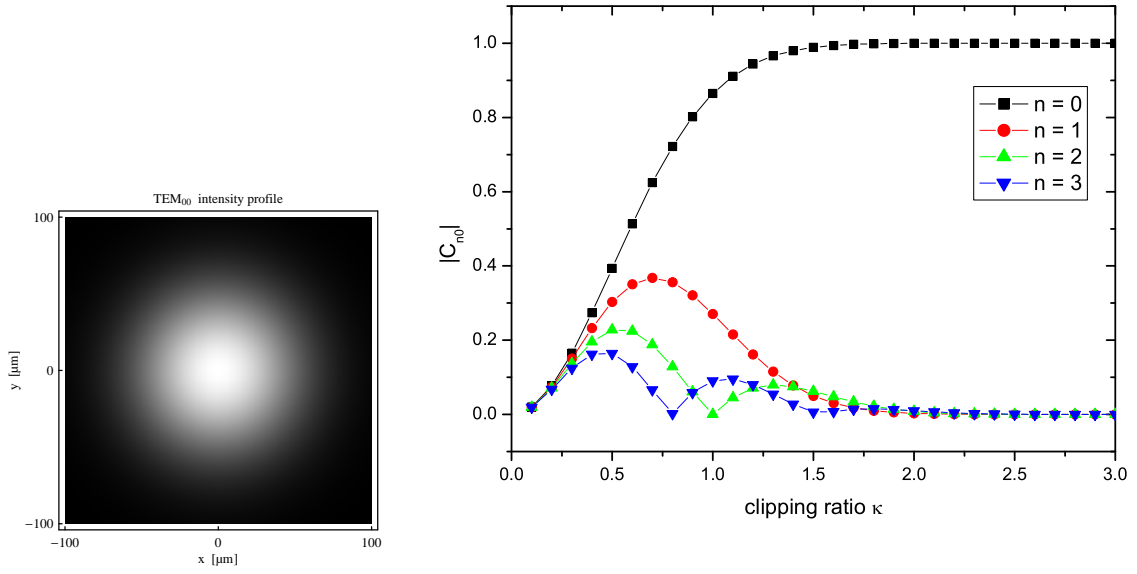 TEM00 intensity profile
100
0
−100
y [μm]
−100
0
100
x [μm]
1.0
0.8
0.6
0.4
0.2
0.0
|Cn0|
0.0
0.5
1.0
1.5
2.0
2.5
3.0
clipping ratio κ
n = 0
n = 1
n = 2
n = 3